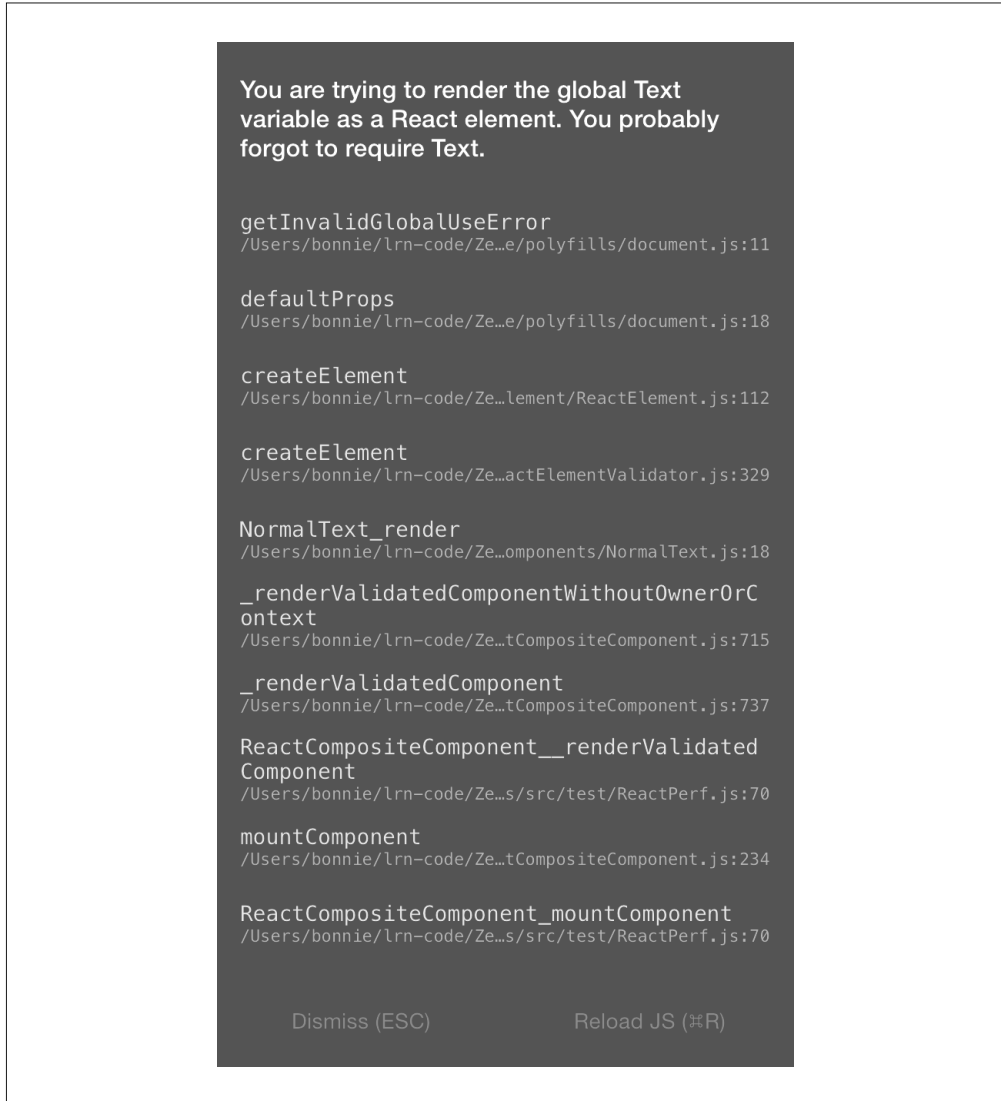 You are trying to render the global Text
variable as a React element. You probably
forgot to require Text.
getInvalidGlobalUseError
/Users/bonnie/lrn-code/Ze…e/polyfills/document.js:11
defaultProps
/Users/bonnie/lrn-code/Ze…e/polyfills/document.js:18
createElement
/Users/bonnie/lrn-code/Ze…lement/ReactElement.js:112
createElement
/Users/bonnie/lrn-code/Ze…actElementValidator.js:329
NormalText_render
/Users/bonnie/lrn-code/Ze…omponents/NormalText.js:18
_renderValidatedComponentWithoutOwnerOrC
ontext
/Users/bonnie/lrn-code/Ze…tCompositeComponent.js:715
_renderValidatedComponent
/Users/bonnie/lrn-code/Ze…tCompositeComponent.js:737
ReactCompositeComponent__renderValidated
Component
/Users/bonnie/lrn-code/Ze…s/src/test/ReactPerf.js:70
mountComponent
/Users/bonnie/lrn-code/Ze…tCompositeComponent.js:234
ReactCompositeComponent_mountComponent
/Users/bonnie/lrn-code/Ze…s/src/test/ReactPerf.js:70
Dismiss (ESC) Reload JS (⌘R)